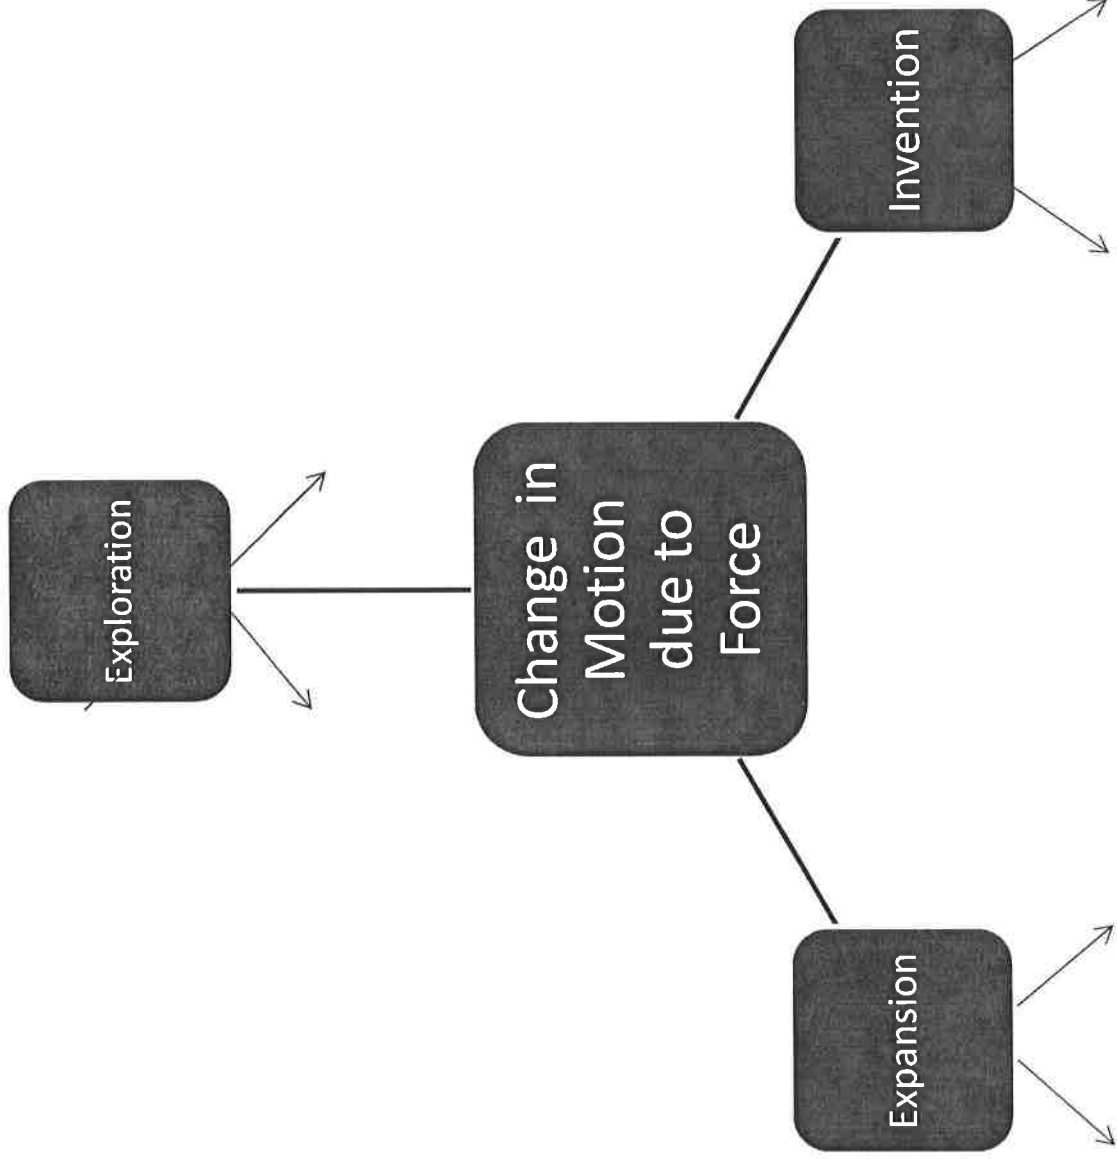 Exploration
Change in
Motion
due to
Force
Expansion
Invention